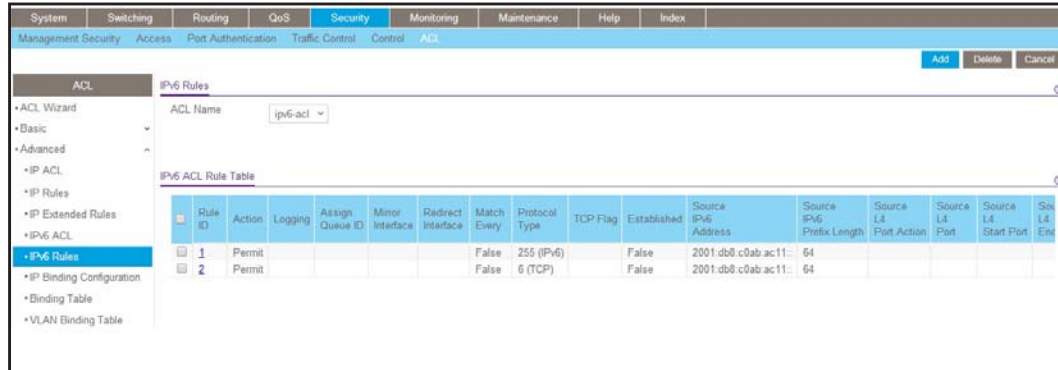 System Switching Routing QoS Security Monitoring Maintenance Help Index
Management Security Access Port Authentication Traffic Control Control ACL
Add Delete Cancel
ACL
IPv6 Rules
• ACL Wizard
ACL Name ipv6-acl
• Basic
• Advanced
• IP ACL
IPv6 ACL Rule Table
• IP Rules
• IP Extended Rules
• IPv6 ACL
• IPv6 Rules
• IP Binding Configuration
• Binding Table
• VLAN Binding Table
Rule ID Action Logging Assign Queue ID Mirror Interface Redirect Interface Match Every Protocol Type TCP Flag Established Source IPv6 Address Source IPv6 Prefix Length Source L4 Port Action Source L4 Port Source L4 Start Port L4
1 Permit False 255 (IPv6) False 2001:db8:c0ab:ac11:: 64
2 Permit False 6 (TCP) False 2001:db8:c0ab:ac11:: 64